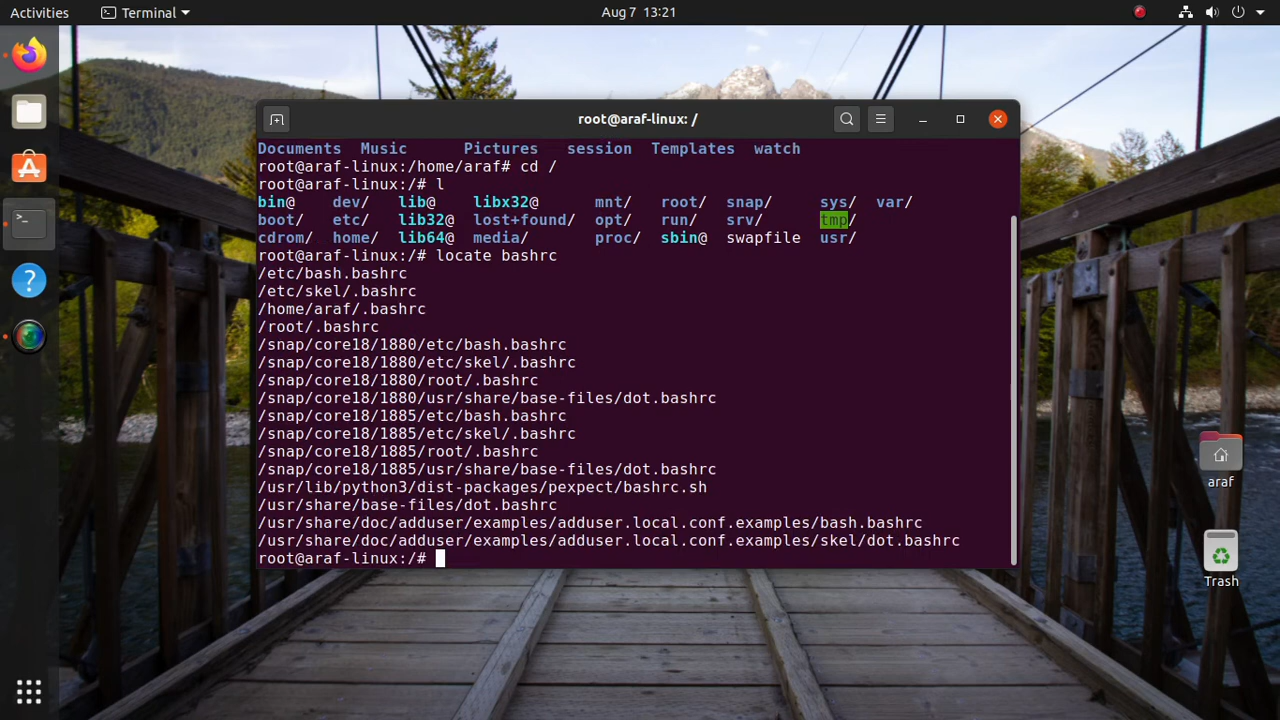 Activities
Terminal
Aug 7 13:21
root@araf-linux: /
Documents Music Pictures session Templates watch
root@araf-linux:/home/araf# cd /
root@araf-linux:/# l
bin@ dev/ lib@ libx32@ mnt/ root/ snap/ sys/ var/
boot/ etc/ lib32@ lost+found/ opt/ run/ srv/ tmp/
cdrom/ home/ lib64@ media/ proc/ sbin@ swapfile usr/
root@araf-linux:/# locate bashrc
/etc/bash.bashrc
/etc/skel/.bashrc
/home/araf/.bashrc
/root/.bashrc
/snap/core18/1880/etc/bash.bashrc
/snap/core18/1880/etc/skel/.bashrc
/snap/core18/1880/root/.bashrc
/snap/core18/1880/usr/share/base-files/dot.bashrc
/snap/core18/1885/etc/bash.bashrc
/snap/core18/1885/etc/skel/.bashrc
/snap/core18/1885/root/.bashrc
/snap/core18/1885/usr/share/base-files/dot.bashrc
/usr/lib/python3/dist-packages/pexpect/bashrc.sh
/usr/share/base-files/dot.bashrc
/usr/share/doc/adduser/examples/adduser.local.conf.examples/bash.bashrc
/usr/share/doc/adduser/examples/adduser.local.conf.examples/skel/dot.bashrc
root@araf-linux:/#
araf
Trash